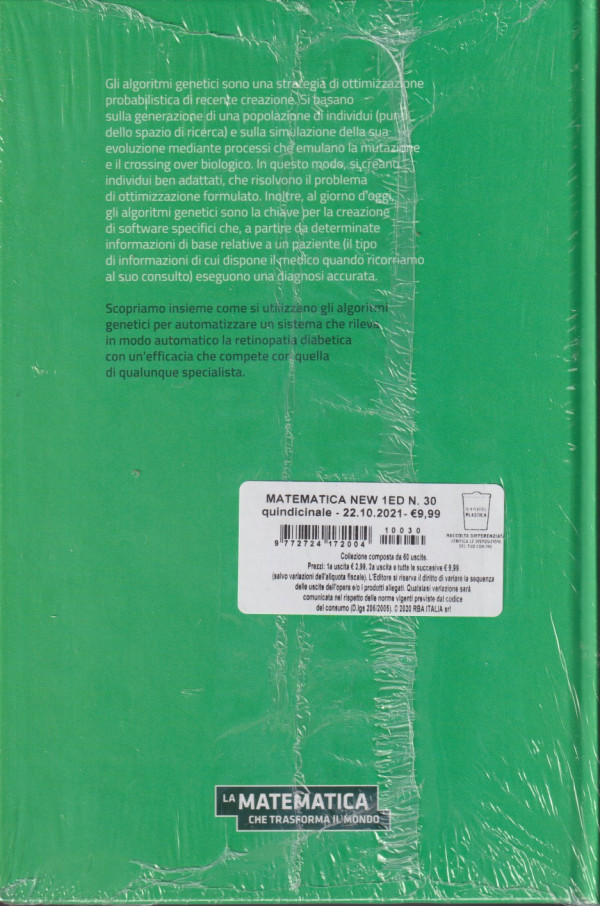 Gli algoritmi genetici sono una strategia di ottimizzazione
probabilistica di recente creazione. Si basano
sulla generazione di una popolazione di individui (punti
dello spazio di ricerca) e sulla simulazione della sua
evoluzione mediante processi che emulano la mutazione
e il crossing over biologico. In questo modo, si creano
individui ben adattati, che risolvono il problema
di ottimizzazione formulato. Inoltre, al giorno d'oggi,
gli algoritmi genetici sono la chiave per la creazione
di software specifici che, a partire da determinate
informazioni di base relative a un paziente (il tipo
di informazioni di cui dispone il medico quando ricorriamo
al suo consulto) eseguono una diagnosi accurata.
Scopriamo insieme come si utilizzano gli algoritmi
genetici per automatizzare un sistema che rileva
in modo automatico la retinopatia diabetica
con un'efficacia che compete con quella
di qualunque specialista.
MATEMATICA NEW 1ED N. 30
quindicinale - 22.10.2021- €9,99
10030
9 772724 172004
PLASTICA
RACCOLTA DIFFERENZIATA
VERIFICA LE DISPOSIZIONI
DEL TUO COMUNE
Collezione composta da 60 uscite.
Prezzi: 1a uscita € 2,99, 2a uscita e tutte le succesive € 9,99
(salvo variazioni dell'aliquota fiscale). L'Editore si riserva il diritto di variare la sequenza
delle uscite dell'opera e/o i prodotti allegati. Qualsiasi variazione sarà
comunicata nel rispetto delle norme vigenti previste dal codice
del consumo (D.lgs 206/2005). © 2020 RBA ITALIA srl
LA MATEMATICA
CHE TRASFORMA IL MONDO